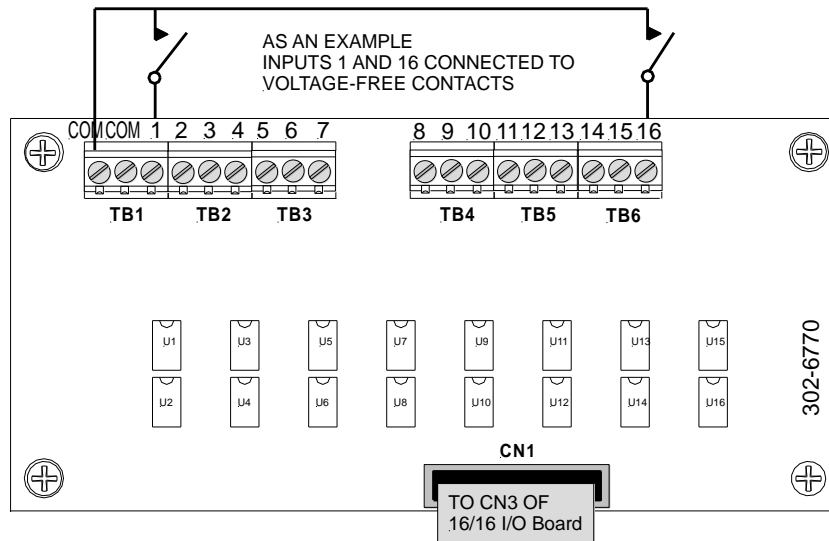 AS AN EXAMPLE
INPUTS 1 AND 16 CONNECTED TO
VOLTAGE-FREE CONTACTS
COM COM 1 2 3 4 5 6 7 8 9 10 11 12 13 14 15 16
TB1 TB2 TB3 TB4 TB5 TB6
U1 U3 U5 U7 U9 U11 U13 U15
U2 U4 U6 U8 U10 U12 U14 U16
302-6770
CN1
TO CN3 OF
16/16 I/O Board